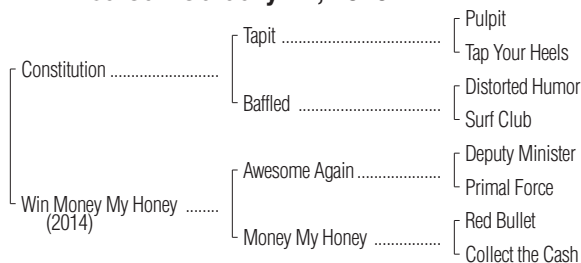 Pulpit
Tapit ........................................
Tap Your Heels
Constitution ...........................
Distorted Humor
Baffled ....................................
Surf Club
Deputy Minister
Awesome Again .....................
Primal Force
Win Money My Honey ........
(2014)
Red Bullet
Money My Honey .................
Collect the Cash